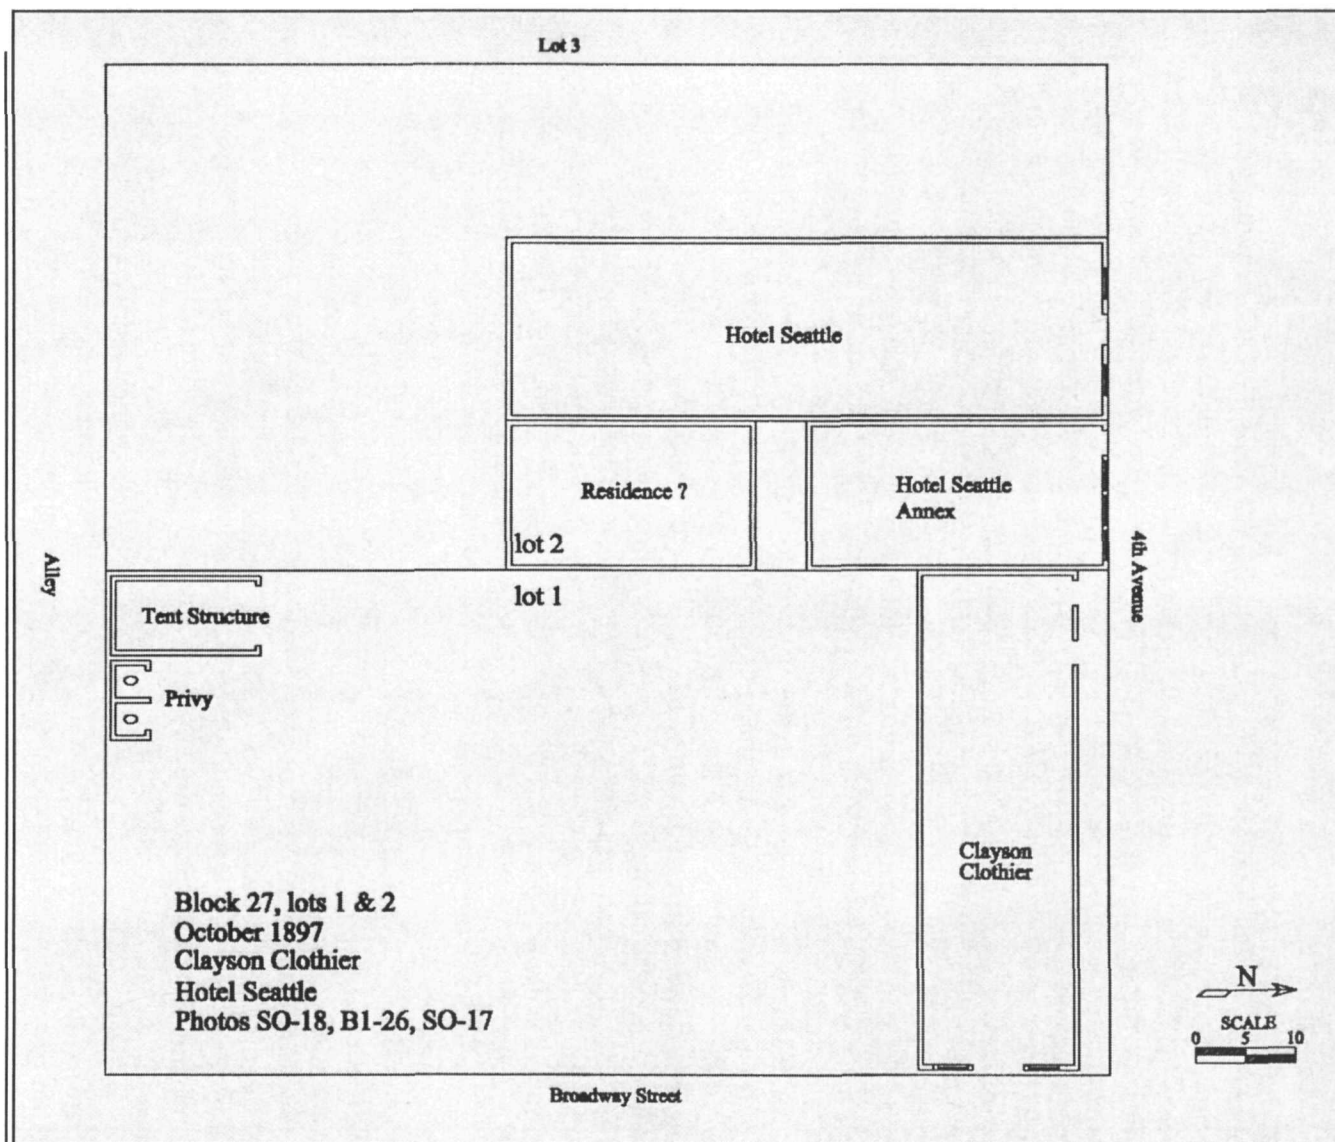 Lot 3
Hotel Seattle
Residence ?
Hotel Seattle
Annex
lot 2
4th Avenue
Alley
lot 1
Tent Structure
Privy
Clayson
Clothier
Block 27, lots 1 & 2
October 1897
Clayson Clothier
Hotel Seattle
Photos SO-18, B1-26, SO-17
N
SCALE
0 5 10
Broadway Street